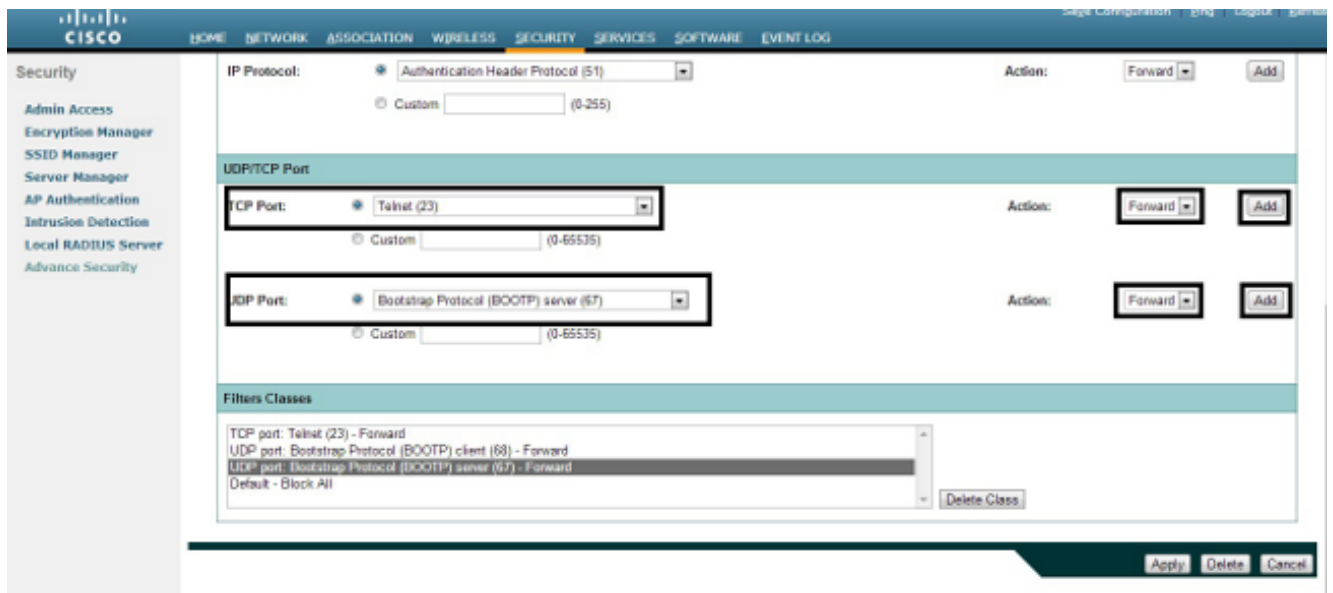 Save Configuration | Ping | Logout | Refresh
CISCO
HOME NETWORK ASSOCIATION WIRELESS SECURITY SERVICES SOFTWARE EVENT LOG
Security
Admin Access
Encryption Manager
SSID Manager
Server Manager
AP Authentication
Intrusion Detection
Local RADIUS Server
Advance Security
IP Protocol: Authentication Header Protocol (51) Action: Forward Add
Custom (0-255)
UDP/TCP Port
TCP Port: Telnet (23) Action: Forward Add
Custom (0-65535)
UDP Port: Bootstrap Protocol (BOOTP) server (67) Action: Forward Add
Custom (0-65535)
Filters Classes
TCP port: Telnet (23) - Forward
UDP port: Bootstrap Protocol (BOOTP) client (68) - Forward
UDP port: Bootstrap Protocol (BOOTP) server (67) - Forward
Default - Block All
Delete Class
Apply Delete Cancel